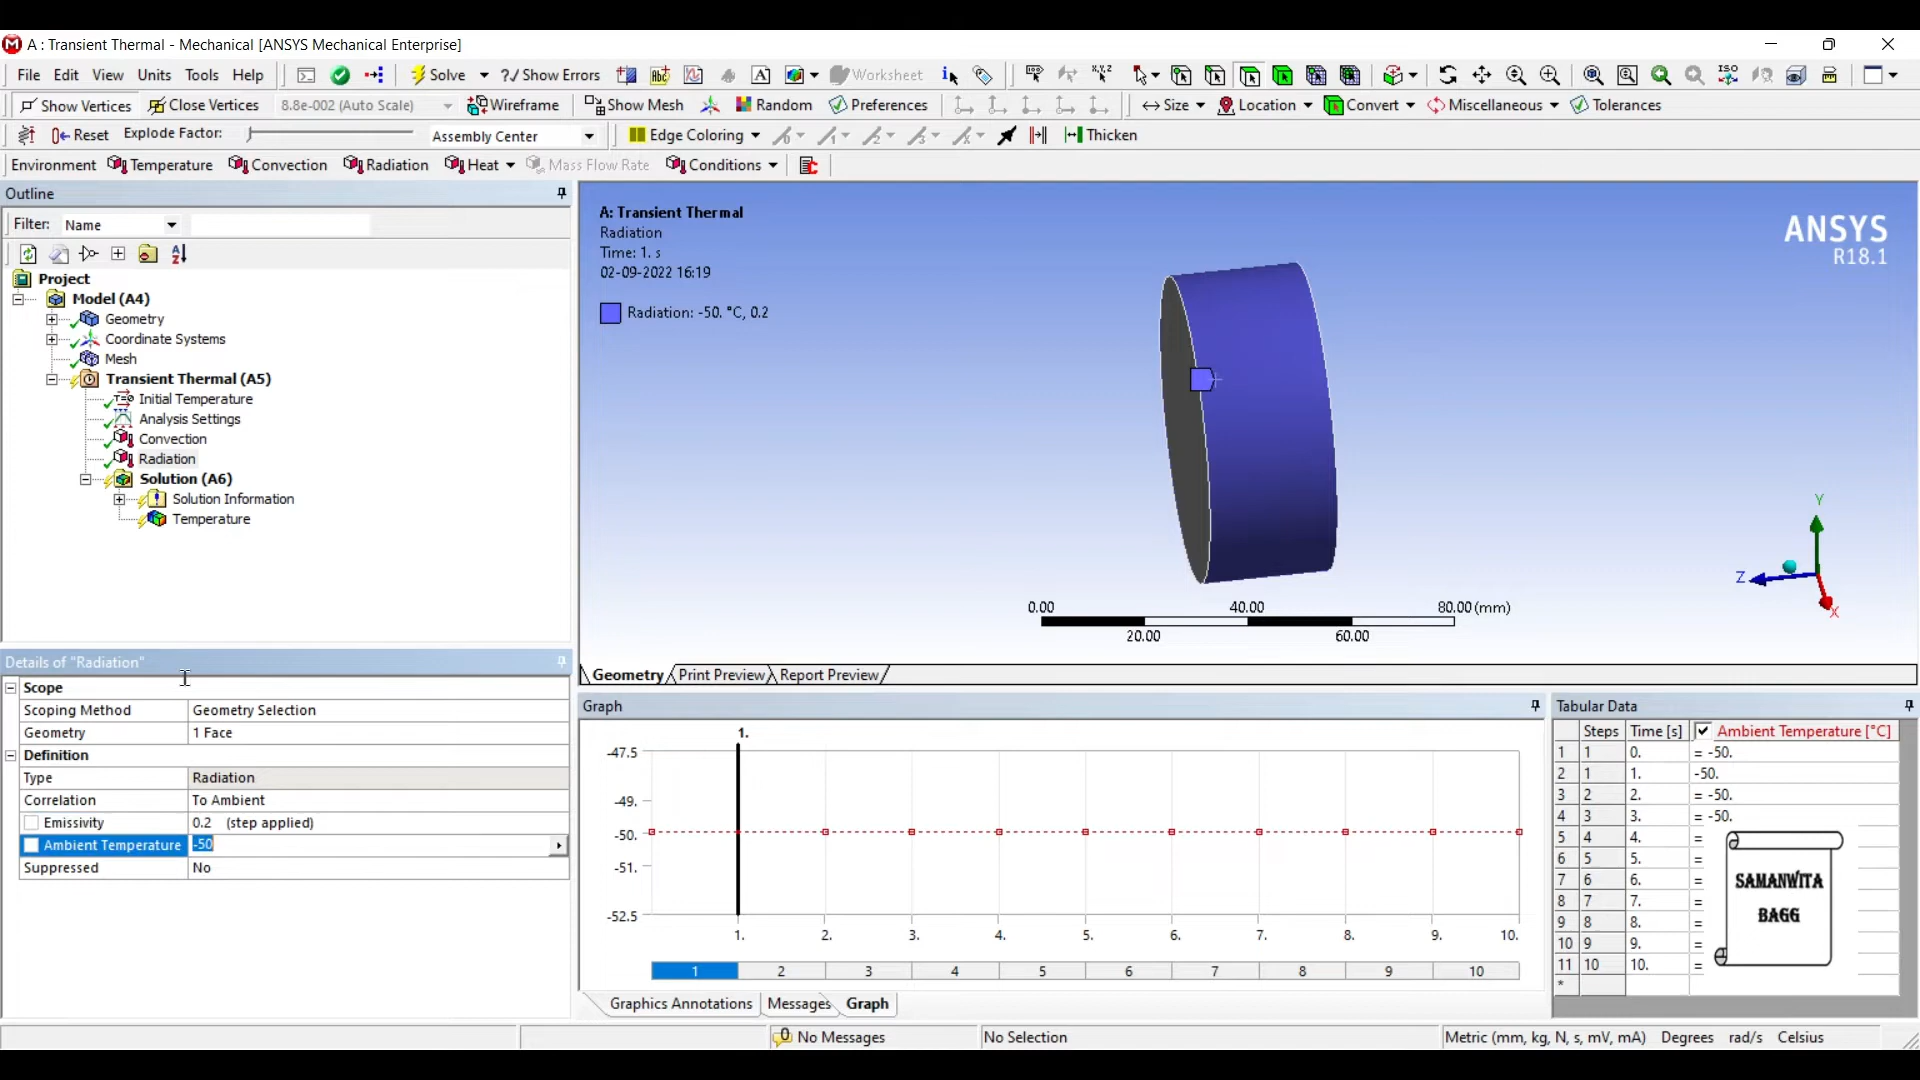 A : Transient Thermal - Mechanical [ANSYS Mechanical Enterprise]
File Edit View Units Tools Help Solve ?/ Show Errors Worksheet
Show Vertices Close Vertices 8.8e-002 (Auto Scale) Wireframe Show Mesh Random Preferences Size Location Convert Miscellaneous Tolerances
Reset Explode Factor: Assembly Center Edge Coloring Thicken
Environment Temperature Convection Radiation Heat Mass Flow Rate Conditions
Outline
Filter: Name
Project
Model (A4)
Geometry
Coordinate Systems
Mesh
Transient Thermal (A5)
Initial Temperature
Analysis Settings
Convection
Radiation
Solution (A6)
Solution Information
Temperature
Details of "Radiation"
Scope
Scoping Method Geometry Selection
Geometry 1 Face
Definition
Type Radiation
Correlation To Ambient
Emissivity 0.2 (step applied)
Ambient Temperature -50
Suppressed No
A: Transient Thermal
Radiation
Time: 1. s
02-09-2022 16:19
Radiation: -50. °C, 0.2
ANSYS
R18.1
Y
Z
X
0.00 40.00 80.00 (mm)
20.00 60.00
Geometry Print Preview Report Preview
Graph
1.
-47.5
-49.
-50.
-51.
-52.5
1. 2. 3. 4. 5. 6. 7. 8. 9. 10.
1 2 3 4 5 6 7 8 9 10
Graphics Annotations Messages Graph
Tabular Data
Steps Time [s] Ambient Temperature [°C]
1 1 0. = -50.
2 1 1. -50.
3 2 2. = -50.
4 3 3. = -50.
5 4 4. =
6 5 5. =
7 6 6. =
8 7 7. =
9 8 8. =
10 9 9. =
11 10 10. =
*
SAMANWITA
BAGG
0 No Messages No Selection Metric (mm, kg, N, s, mV, mA) Degrees rad/s Celsius